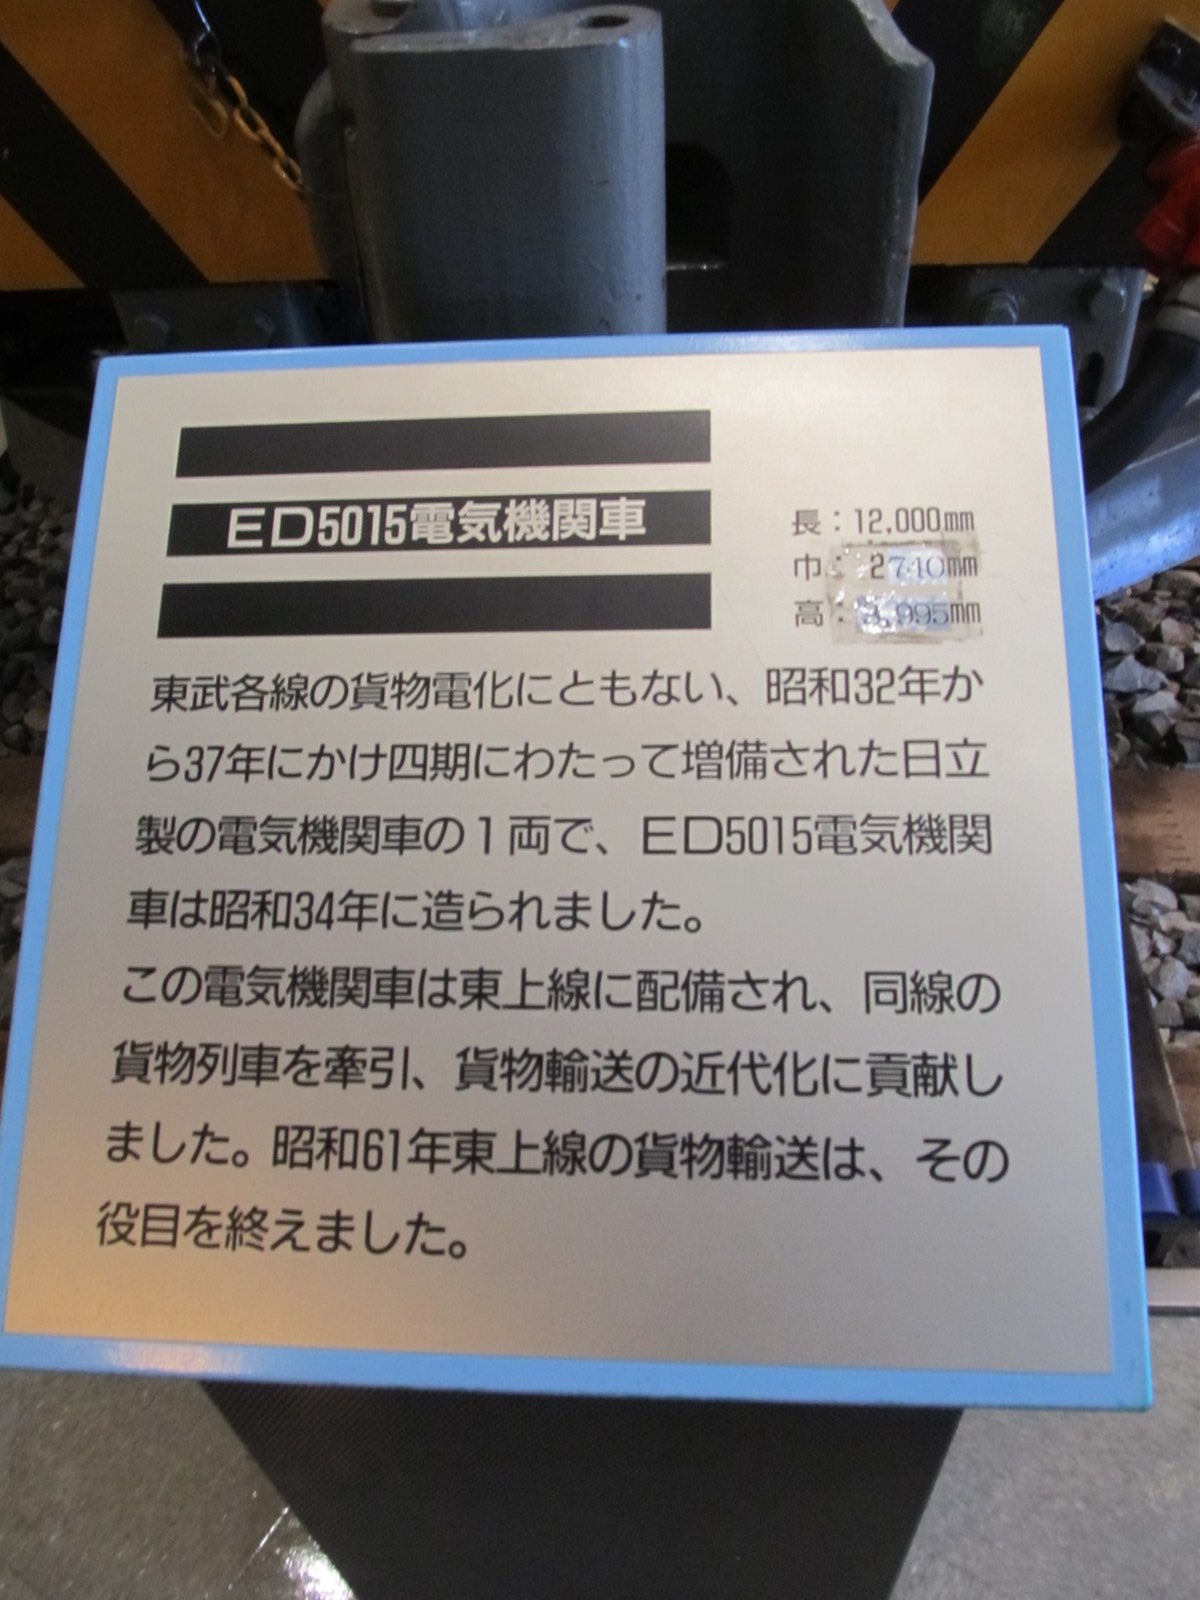 ED5015電気機関車
長：12,000mm
巾：2740mm
高：3,995mm
東武各線の貨物電化にともない、昭和32年か
ら37年にかけ四期にわたって増備された日立
製の電気機関車の1両で、ED5015電気機関
車は昭和34年に造られました。
この電気機関車は東上線に配備され、同線の
貨物列車を牽引、貨物輸送の近代化に貢献し
ました。昭和61年東上線の貨物輸送は、その
役目を終えました。